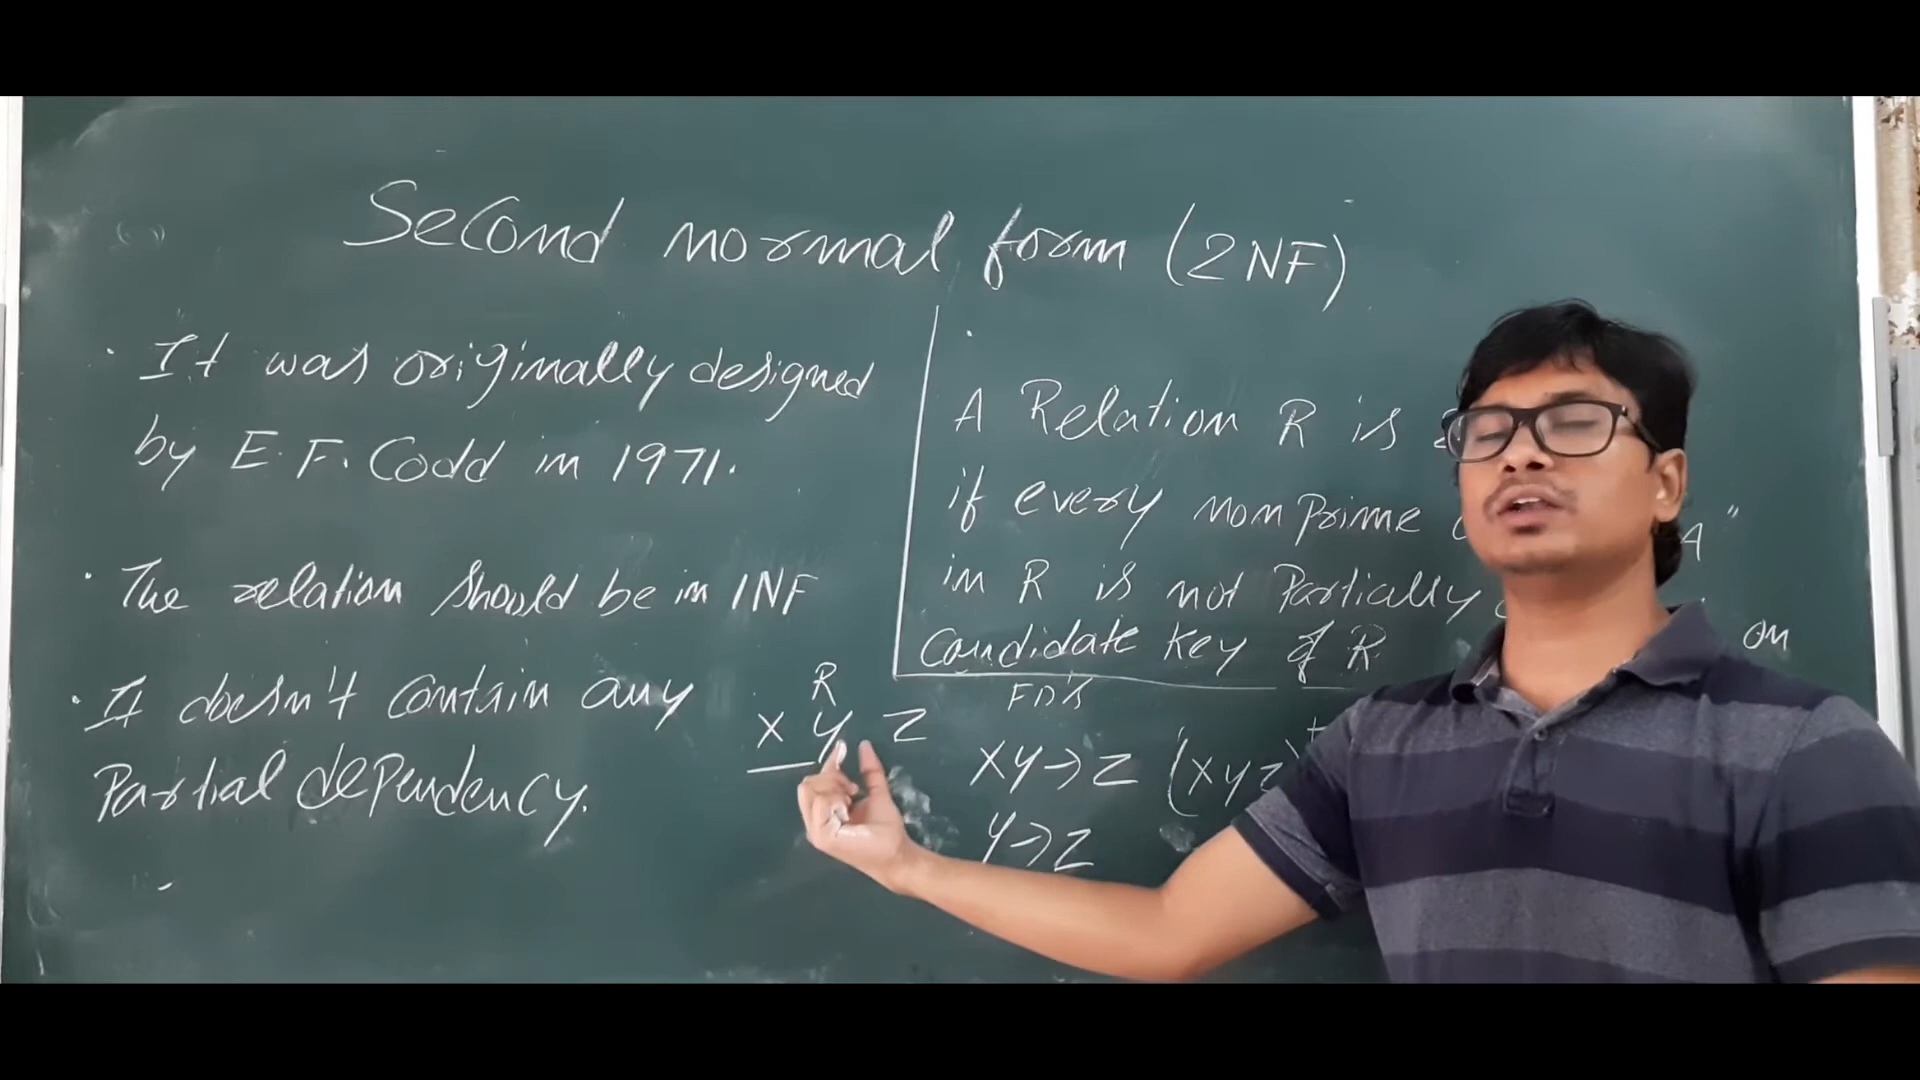 Second normal form (2NF)
· It was originally designed
by E.F. Codd in 1971.
· The relation should be in 1NF
· It doesn't contain any
Partial dependency.
A Relation R is
if every non prime A"
in R is not Partially on
Candidate key of R
R
X Y Z
FD's
XY→Z (XYZ)+
Y→Z